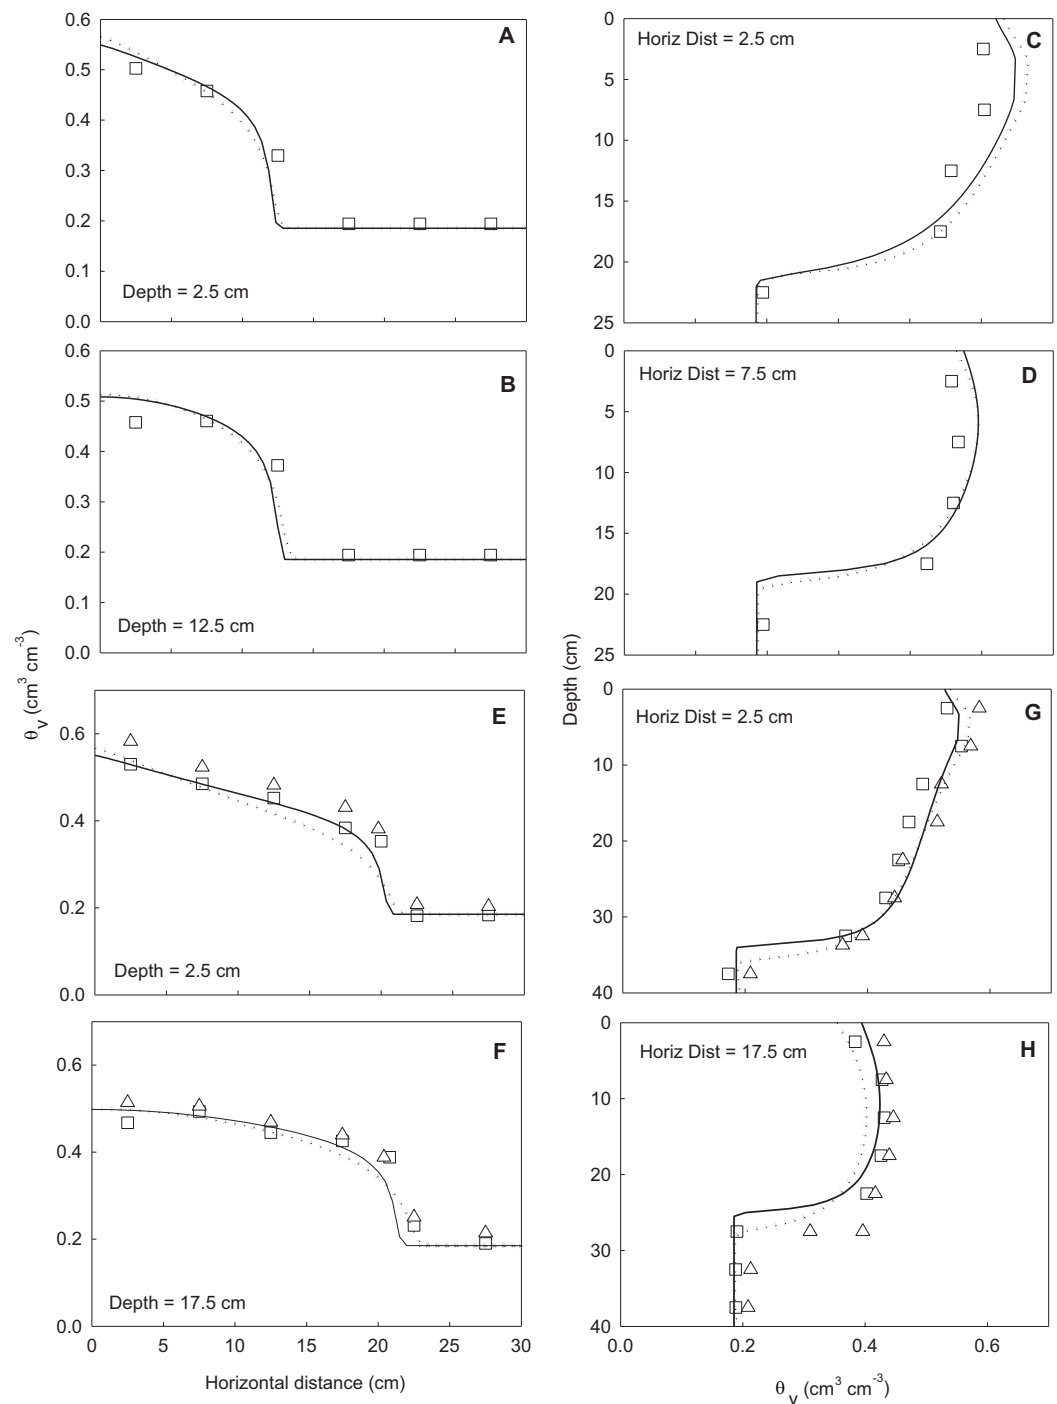 0.6
0.5
0.4
0.3
0.2
0.1
0.0
A
Depth = 2.5 cm
0
5
10
15
20
25
Horiz Dist = 2.5 cm
C
0.6
0.5
0.4
0.3
0.2
0.1
0.0
B
Depth = 12.5 cm
0
5
10
15
20
25
Horiz Dist = 7.5 cm
D
θv (cm³ cm⁻³)
Depth (cm)
0.6
0.4
0.2
0.0
E
Depth = 2.5 cm
0
10
20
30
40
Horiz Dist = 2.5 cm
G
0.6
0.4
0.2
0.0
F
Depth = 17.5 cm
0 5 10 15 20 25 30
Horizontal distance (cm)
0
10
20
30
40
Horiz Dist = 17.5 cm
H
0.0 0.2 0.4 0.6
θv (cm³ cm⁻³)